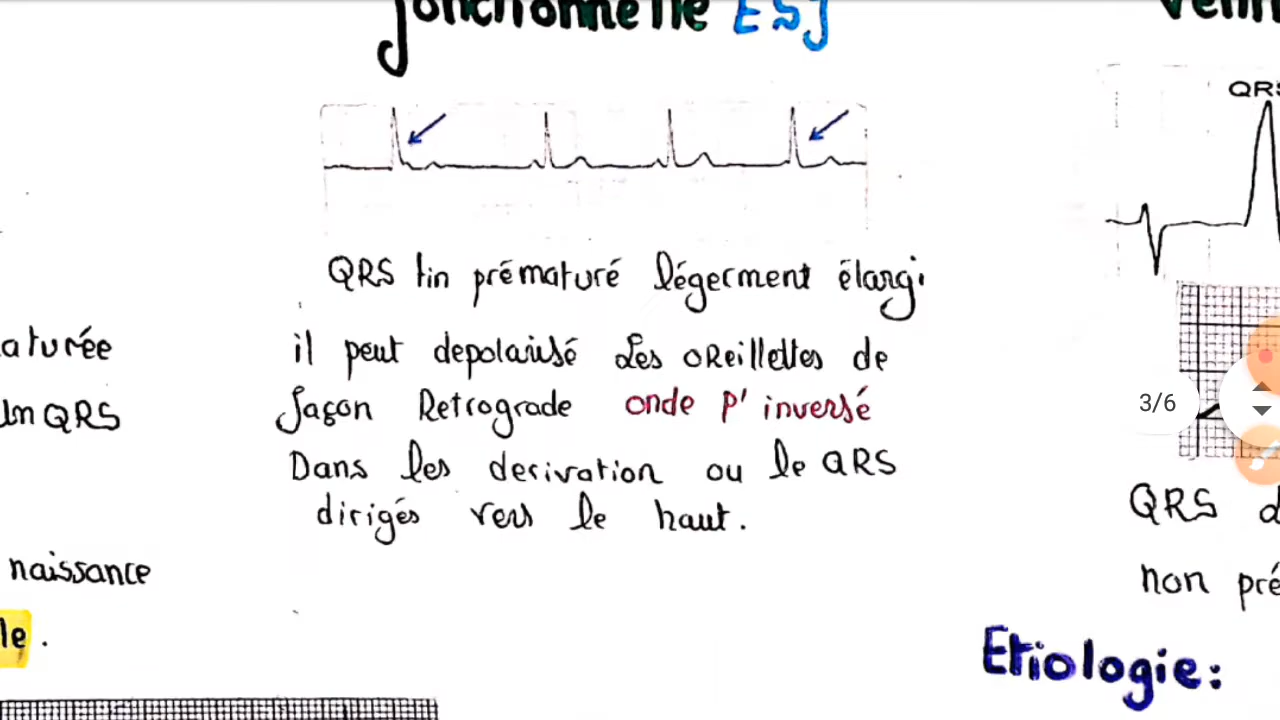 Jonctionnelle ESJ
QRS
QRS fin prématuré légerment élargi
il peut depolarisé Les oReillettes de
façon Retrograde onde p' inversé
Dans les derivation ou le QRS
dirigés vers le haut.
aturée
un QRS
naissance
le.
3/6
QRS
non pré
Etiologie: